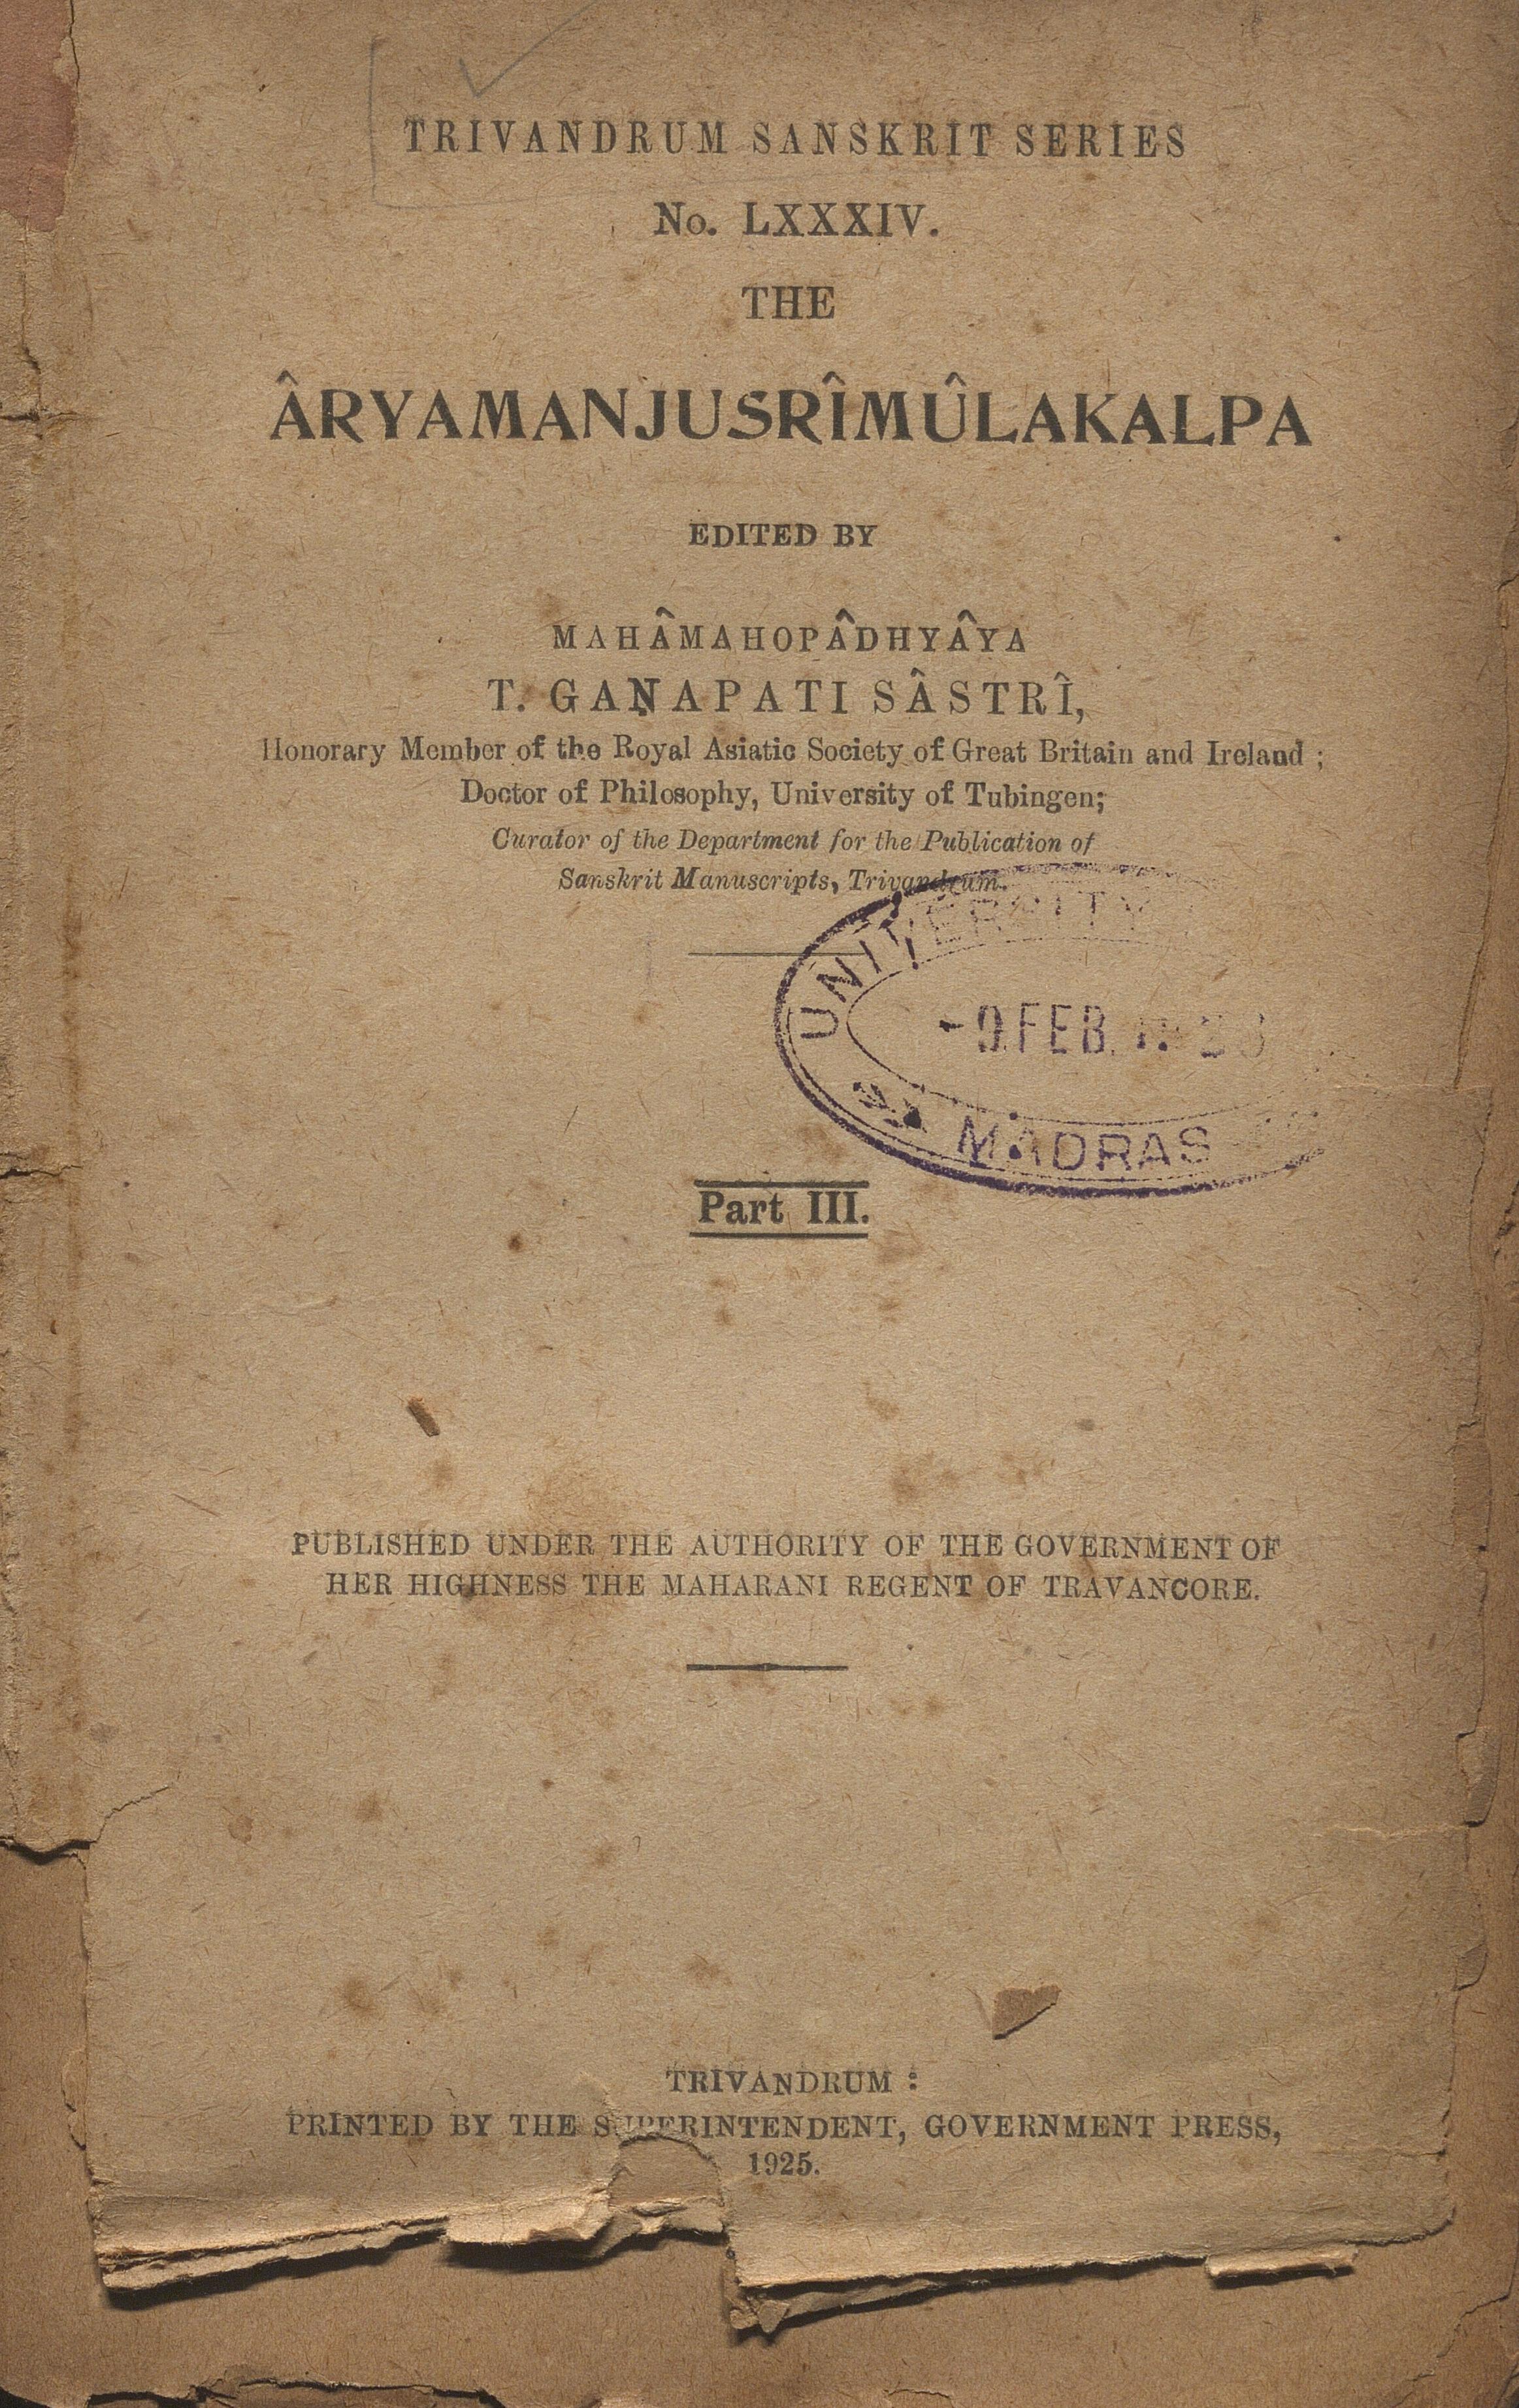 TRIVANDRUM SANSKRIT SERIES
No. LXXXIV.
THE
ÂRYAMANJUSRÎMÛLAKALPA
EDITED BY
MAHÂMAHOPÂDHYÂYA
T. GAṆAPATI SÂSTRÎ,
Honorary Member of the Royal Asiatic Society of Great Britain and Ireland ;
Doctor of Philosophy, University of Tubingen;
Curator of the Department for the Publication of
Sanskrit Manuscripts, Trivandrum.
UNIVERSITY
-9.FEB.
MADRAS
Part III.
PUBLISHED UNDER THE AUTHORITY OF THE GOVERNMENT OF
HER HIGHNESS THE MAHARANI REGENT OF TRAVANCORE.
TRIVANDRUM :
PRINTED BY THE SUPERINTENDENT, GOVERNMENT PRESS,
1925.